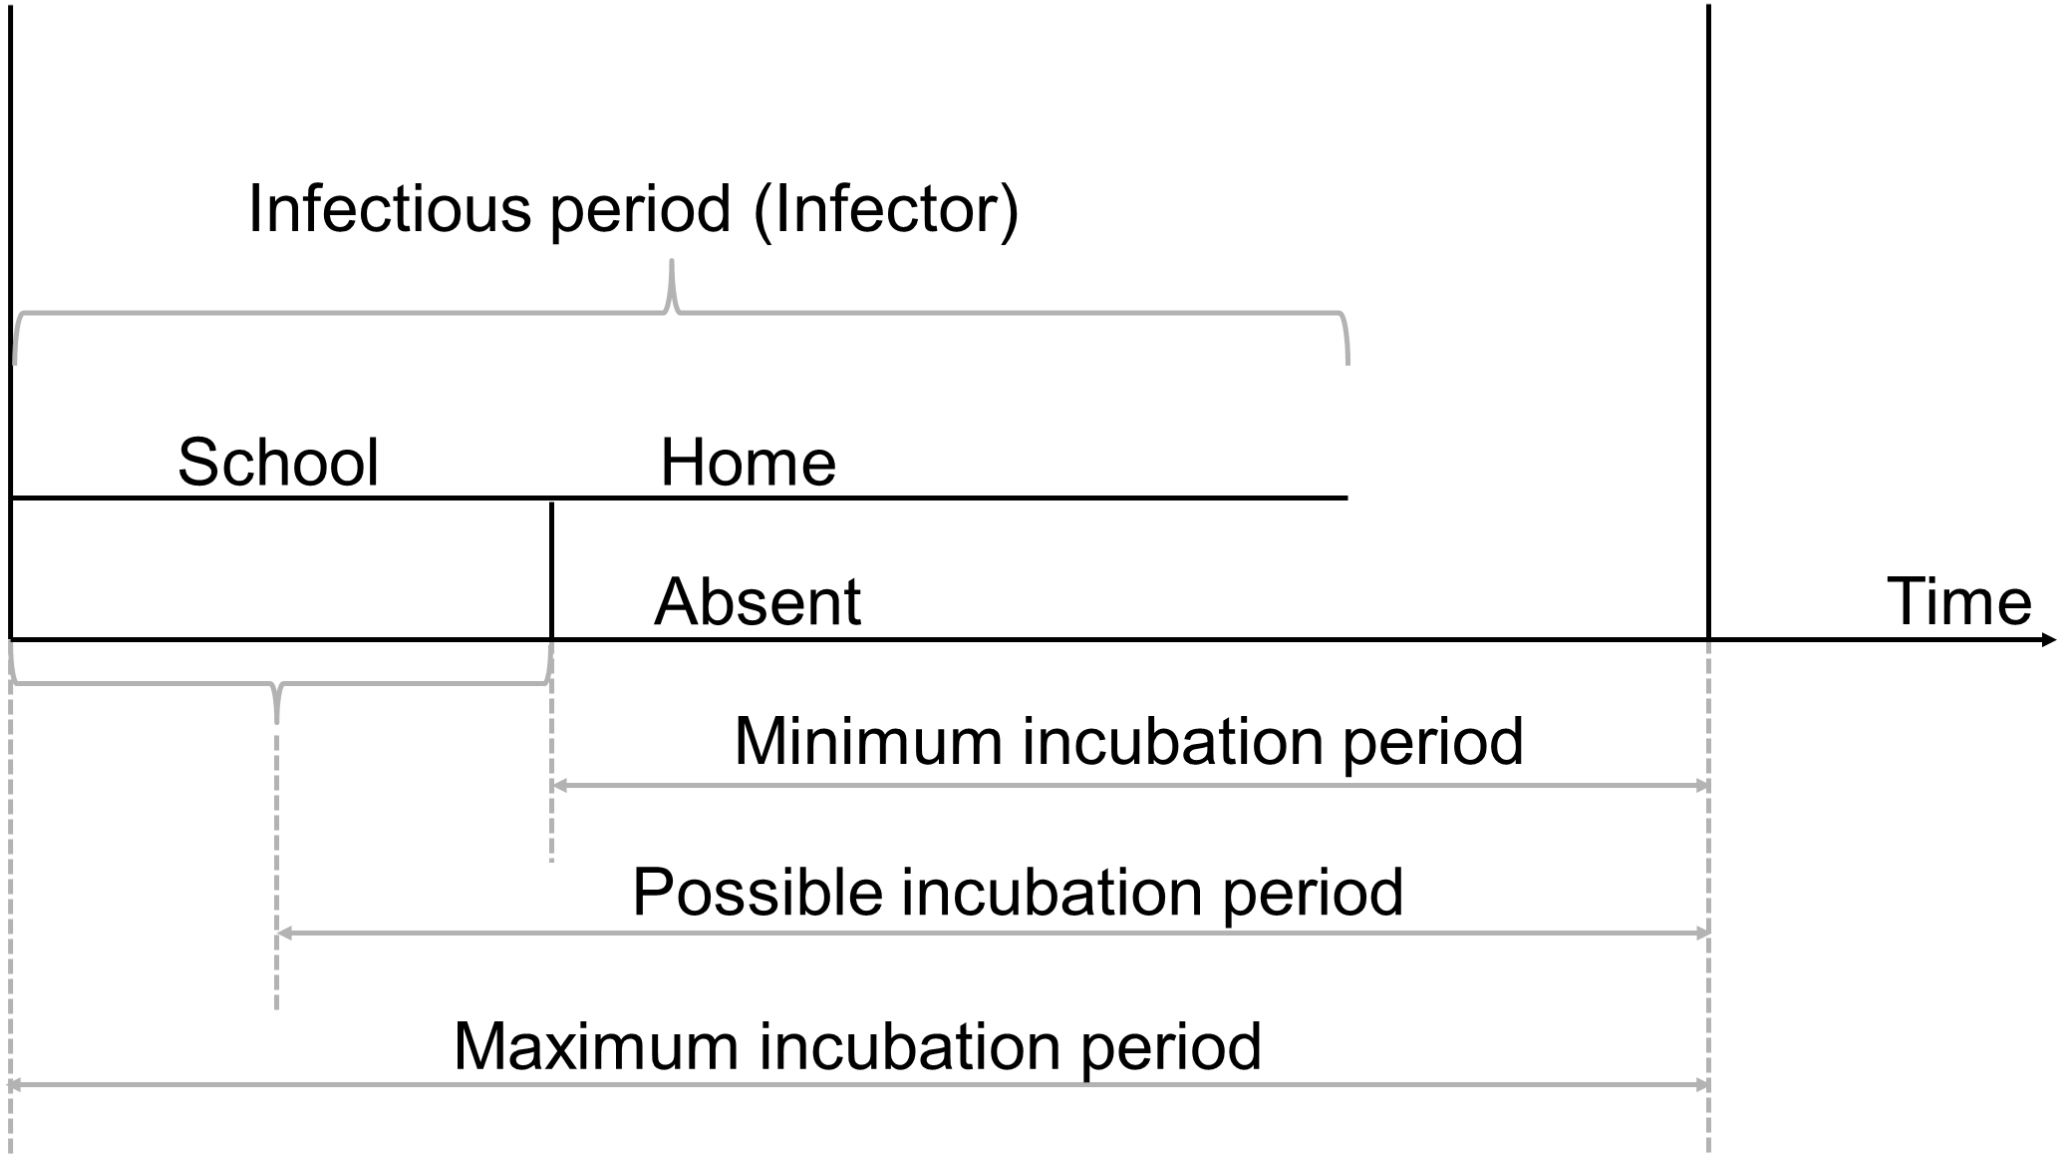 Infectious period (Infector)
School
Home
Absent
Time
Minimum incubation period
Possible incubation period
Maximum incubation period